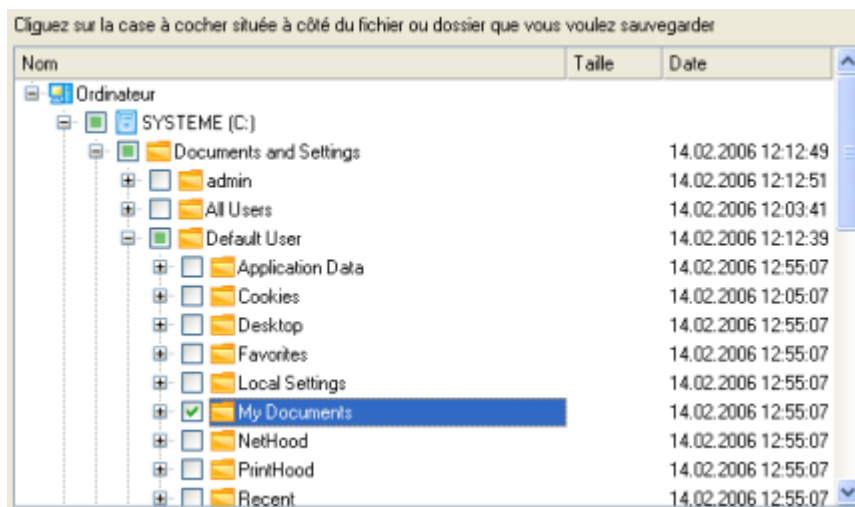 Cliquez sur la case à cocher située à côté du fichier ou dossier que vous voulez sauvegarder
Nom Taille Date
Ordinateur
SYSTEME (C:)
Documents and Settings 14.02.2006 12:12:49
admin 14.02.2006 12:12:51
All Users 14.02.2006 12:03:41
Default User 14.02.2006 12:12:39
Application Data 14.02.2006 12:55:07
Cookies 14.02.2006 12:05:07
Desktop 14.02.2006 12:55:07
Favorites 14.02.2006 12:55:07
Local Settings 14.02.2006 12:55:07
My Documents 14.02.2006 12:55:07
NetHood 14.02.2006 12:55:07
PrintHood 14.02.2006 12:55:07
Recent 14.02.2006 12:55:07